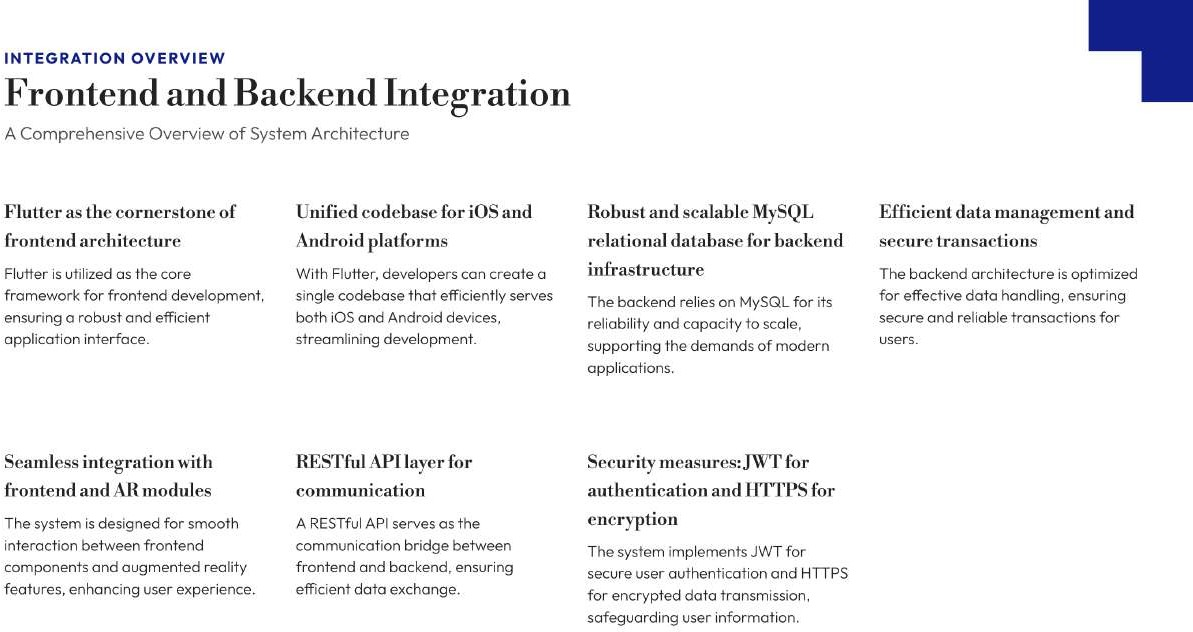 INTEGRATION OVERVIEW
Frontend and Backend Integration
A Comprehensive Overview of System Architecture
Flutter as the cornerstone of
frontend architecture
Flutter is utilized as the core
framework for frontend development,
ensuring a robust and efficient
application interface.
Unified codebase for iOS and
Android platforms
With Flutter, developers can create a
single codebase that efficiently serves
both iOS and Android devices,
streamlining development.
Robust and scalable MySQL
relational database for backend
infrastructure
The backend relies on MySQL for its
reliability and capacity to scale,
supporting the demands of modern
applications.
Efficient data management and
secure transactions
The backend architecture is optimized
for effective data handling, ensuring
secure and reliable transactions for
users.
Seamless integration with
frontend and AR modules
The system is designed for smooth
interaction between frontend
components and augmented reality
features, enhancing user experience.
RESTful API layer for
communication
A RESTful API serves as the
communication bridge between
frontend and backend, ensuring
efficient data exchange.
Security measures: JWT for
authentication and HTTPS for
encryption
The system implements JWT for
secure user authentication and HTTPS
for encrypted data transmission,
safeguarding user information.